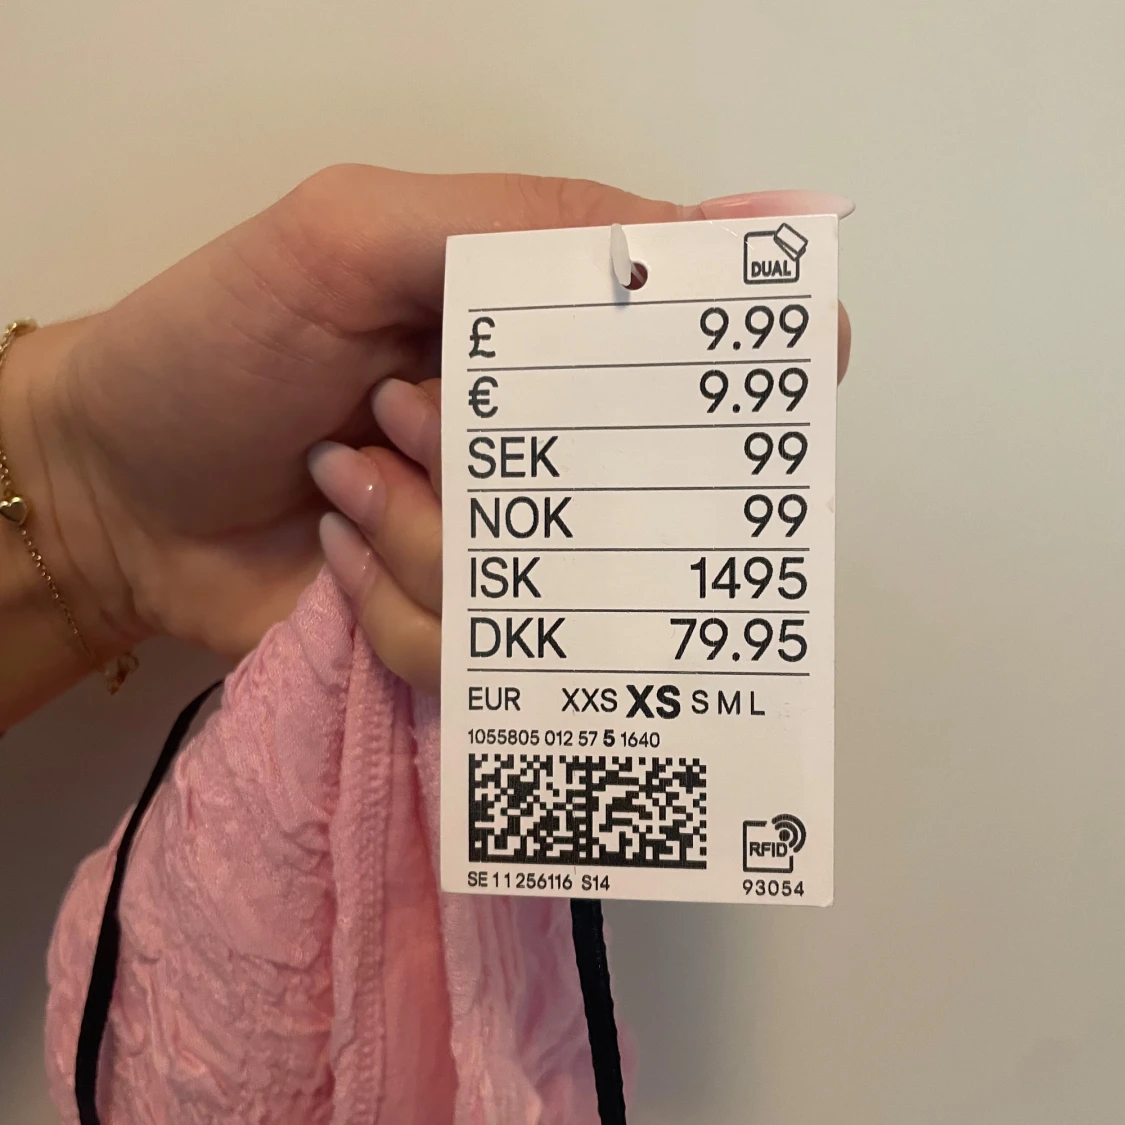 DUAL
£ 9.99
€ 9.99
SEK 99
NOK 99
ISK 1495
DKK 79.95
EUR XXS XS S M L
1055805 012 57 5 1640
RFID
SE 11 256116 S14 93054